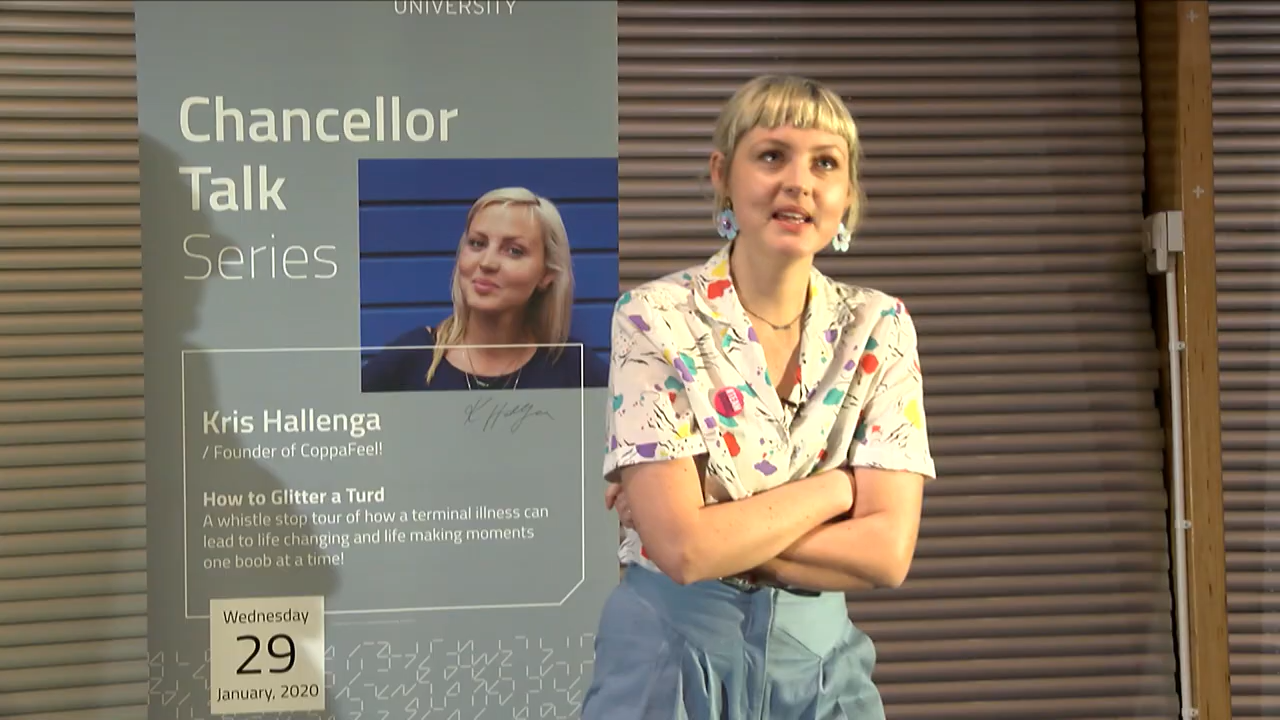 UNIVERSITY
Chancellor
Talk
Series
Kris Hallenga
/ Founder of CoppaFeel!
How to Glitter a Turd
A whistle stop tour of how a terminal illness can
lead to life changing and life making moments
one boob at a time!
Wednesday
29
January, 2020